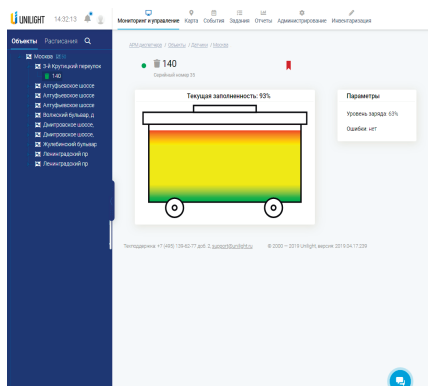 UNILIGHT 14:32:13
Мониторинг и управление Карта События Задания Отчеты Администрирование Инвентаризация
Объекты Расписания
АРМ диспетчера / Объекты / Датчики / Москва
Москва
3-й Крутицкий переулок
140
Алтуфьевское шоссе
Алтуфьевское шоссе
Алтуфьевское шоссе
Волжский бульвар, д
Дмитровское шоссе,
Дмитровское шоссе,
Жулебинский бульвар
Ленинградский пр
Ленинградский пр
140
Серийный номер 33
Текущая заполненность: 93%
Параметры
Уровень заряда: 63%
Ошибки: нет
Техподдержка: +7 (495) 139-62-77 доб. 2, support@unilight.ru © 2000 — 2019 Unilight, версия: 2019.04.17.239